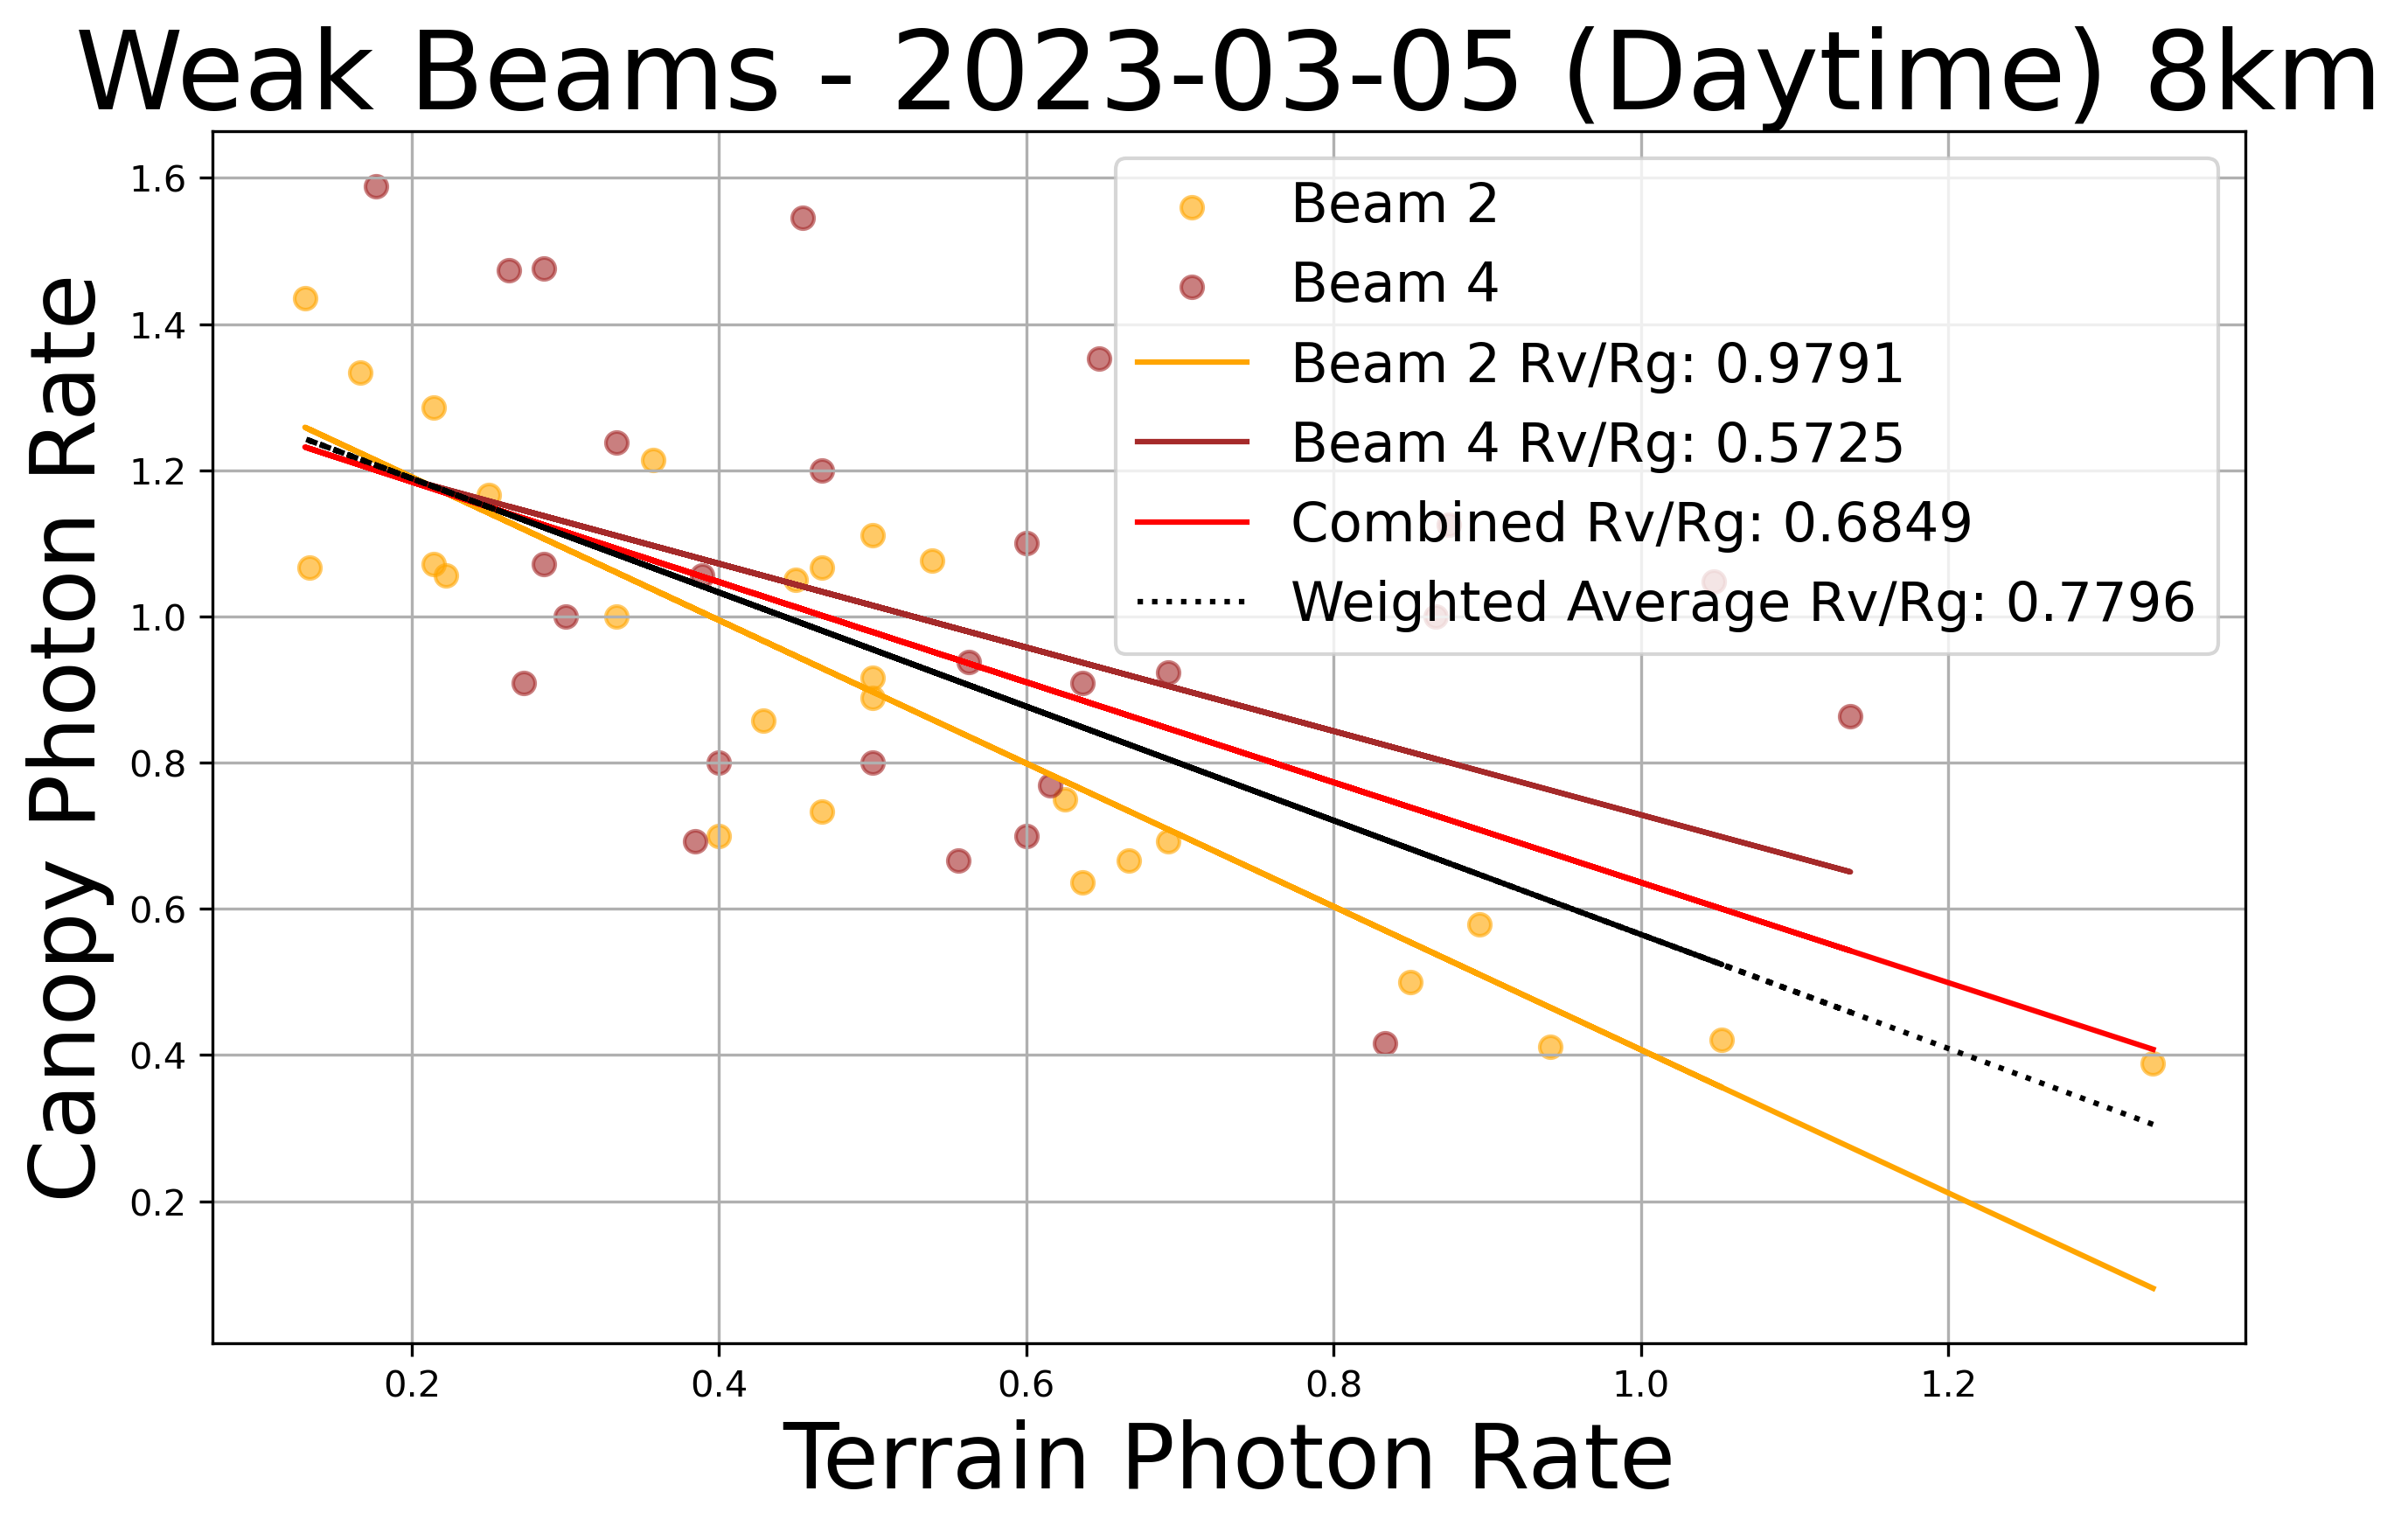 Weak Beams - 2023-03-05 (Daytime) 8km
Canopy Photon Rate
1.6
1.4
1.2
1.0
0.8
0.6
0.4
0.2
Beam 2
Beam 4
Beam 2 Rv/Rg: 0.9791
Beam 4 Rv/Rg: 0.5725
Combined Rv/Rg: 0.6849
Weighted Average Rv/Rg: 0.7796
0.2 0.4 0.6 0.8 1.0 1.2
Terrain Photon Rate